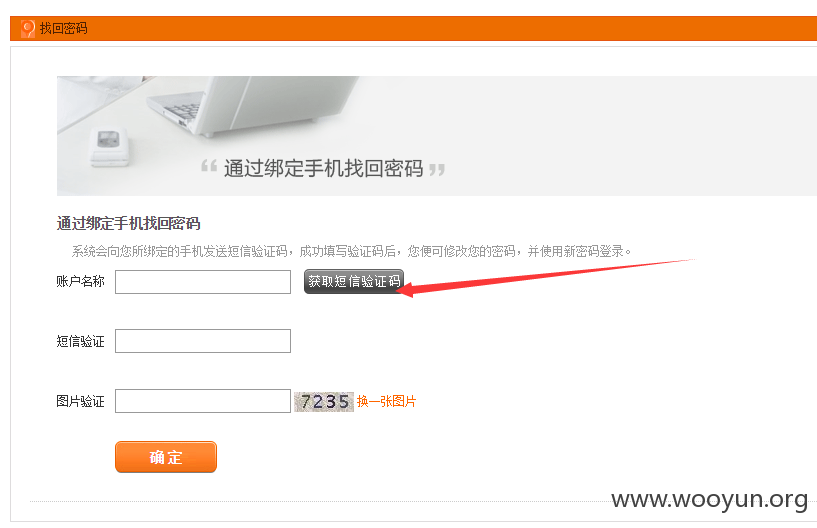 找回密码
“ 通过绑定手机找回密码 ”
通过绑定手机找回密码
系统会向您所绑定的手机发送短信验证码，成功填写验证码后，您便可修改您的密码，并使用新密码登录。
账户名称 获取短信验证码
短信验证
图片验证 7235 换一张图片
确定
www.wooyun.org